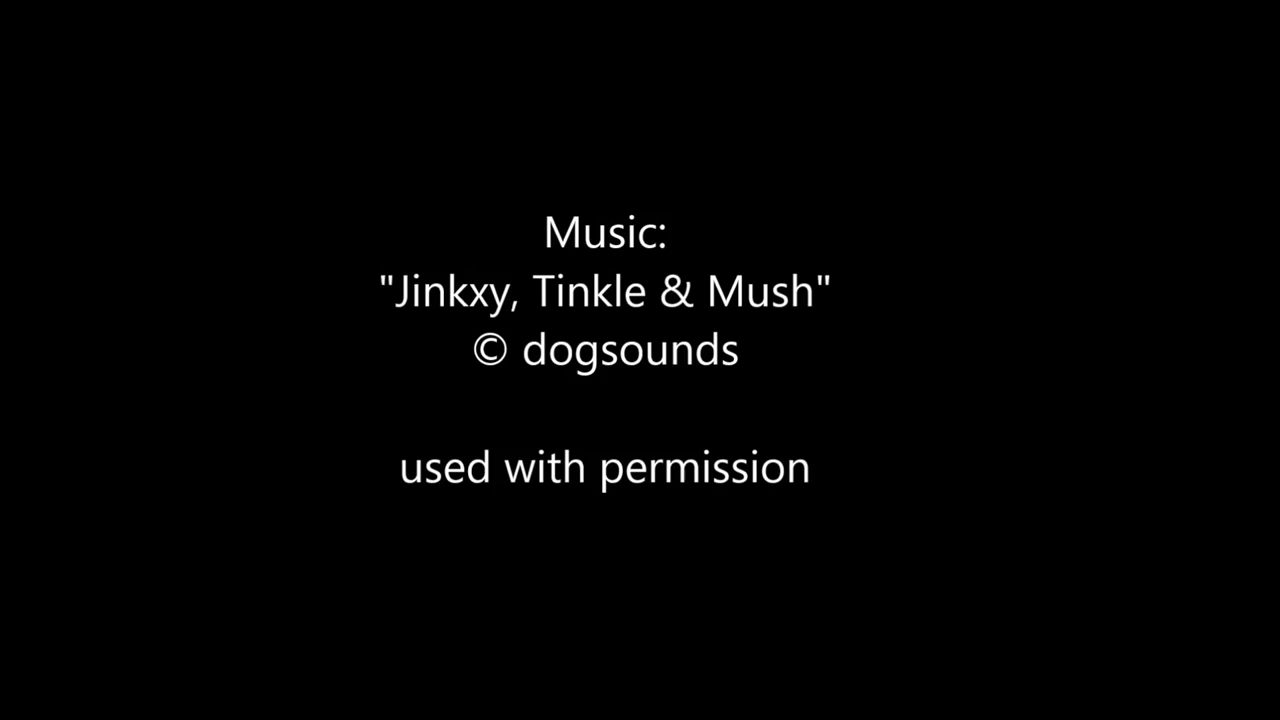 Music:
"Jinkxy, Tinkle & Mush"
© dogsounds
used with permission